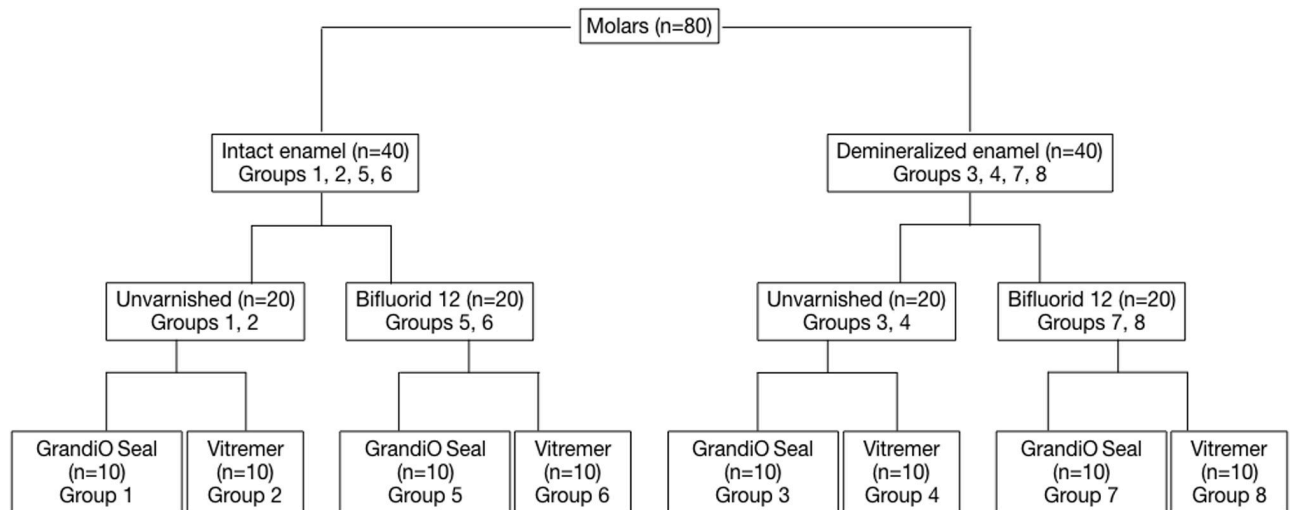 Molars (n=80)
Intact enamel (n=40)
Groups 1, 2, 5, 6
Demineralized enamel (n=40)
Groups 3, 4, 7, 8
Unvarnished (n=20)
Groups 1, 2
Bifluorid 12 (n=20)
Groups 5, 6
Unvarnished (n=20)
Groups 3, 4
Bifluorid 12 (n=20)
Groups 7, 8
GrandiO Seal
(n=10)
Group 1
Vitremer
(n=10)
Group 2
GrandiO Seal
(n=10)
Group 5
Vitremer
(n=10)
Group 6
GrandiO Seal
(n=10)
Group 3
Vitremer
(n=10)
Group 4
GrandiO Seal
(n=10)
Group 7
Vitremer
(n=10)
Group 8